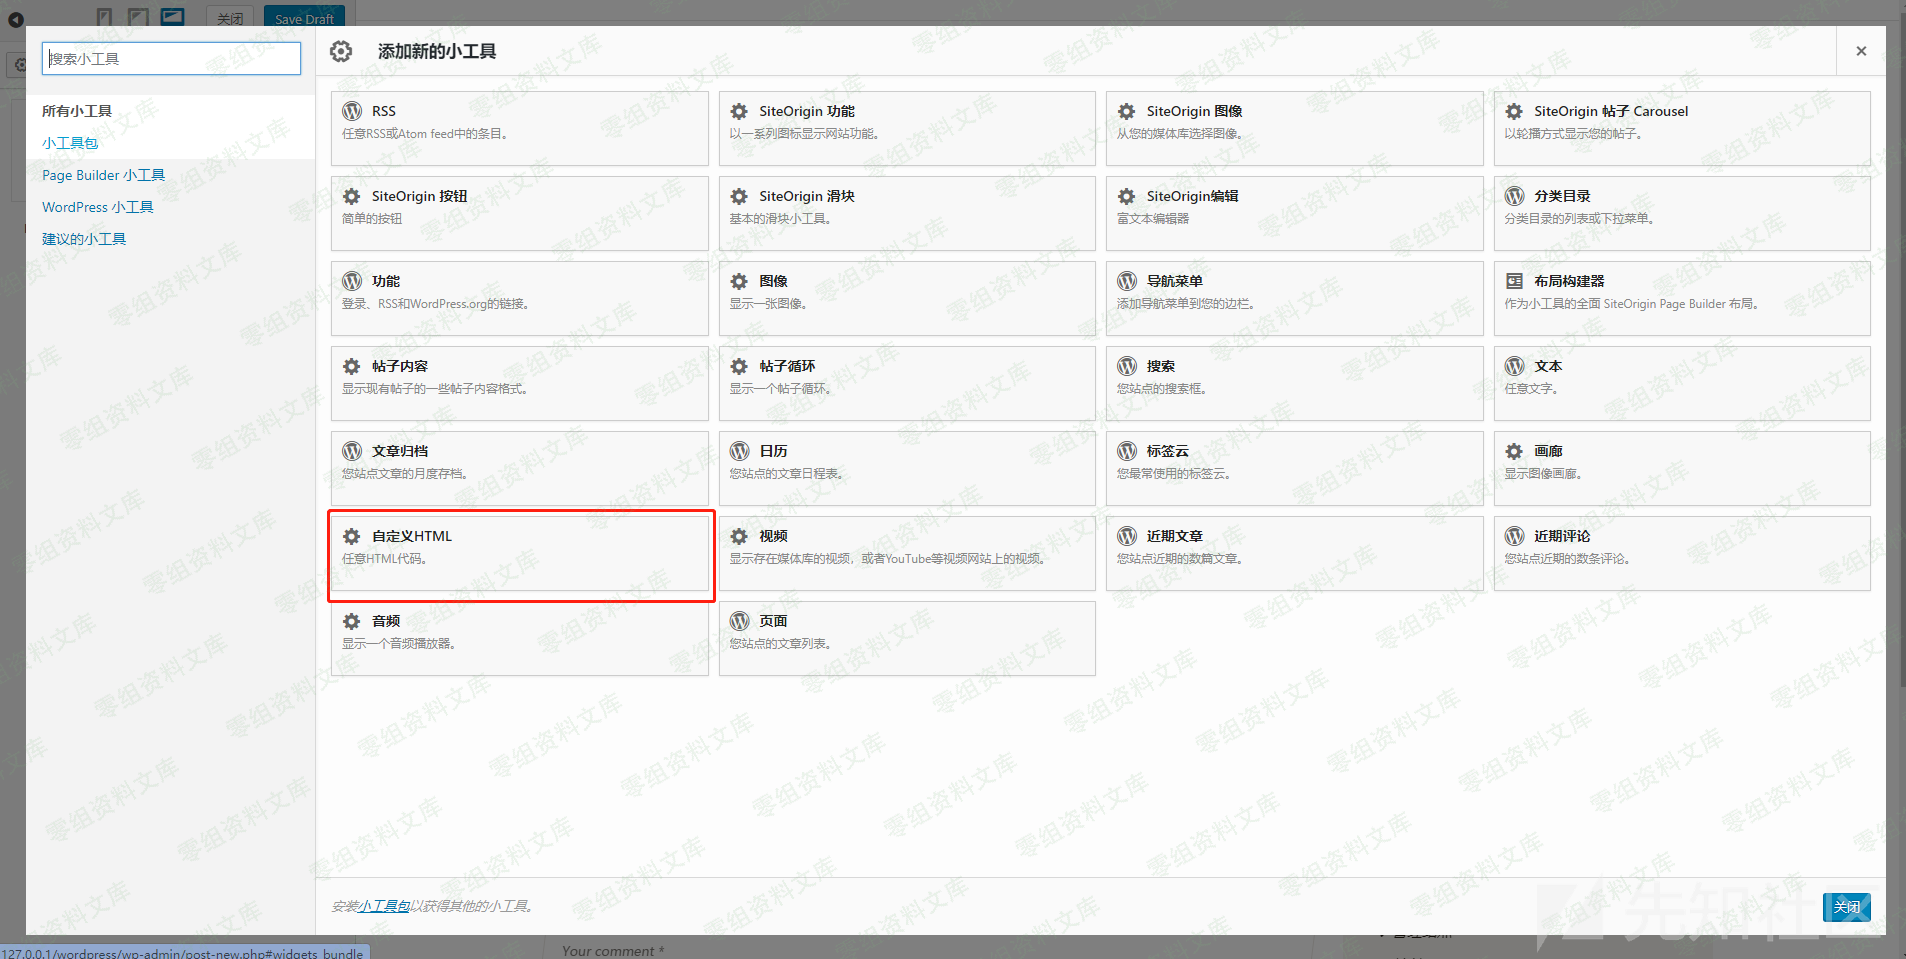 关闭
Save Draft
搜索小工具
添加新的小工具
所有小工具
小工具包
Page Builder 小工具
WordPress 小工具
建议的小工具
RSS
任意RSS或Atom feed中的条目。
SiteOrigin 功能
以一系列图标显示网站功能。
SiteOrigin 图像
从您的媒体库选择图像。
SiteOrigin 帖子 Carousel
以轮播方式显示您的帖子。
SiteOrigin 按钮
简单的按钮
SiteOrigin 滑块
基本的滑块小工具。
SiteOrigin编辑
富文本编辑器
分类目录
分类目录的列表或下拉菜单。
功能
登录、RSS和WordPress.org的链接。
图像
显示一张图像。
导航菜单
添加导航菜单到您的边栏。
布局构建器
作为小工具的全面 SiteOrigin Page Builder 布局。
帖子内容
显示现有帖子的一些帖子内容格式。
帖子循环
显示一个帖子循环。
搜索
您站点的搜索框。
文本
任意文字。
文章归档
您站点文章的月度存档。
日历
您站点的文章日程表。
标签云
您最常使用的标签云。
画廊
显示图像画廊。
自定义HTML
任意HTML代码。
视频
显示存在媒体库的视频，或者YouTube等视频网站上的视频。
近期文章
您站点近期的数篇文章。
近期评论
您站点近期的数条评论。
音频
显示一个音频播放器。
页面
您站点的文章列表。
安装小工具包以获得其他的小工具。
关闭
先知社区
Your comment *
127.0.0.1/wordpress/wp-admin/post-new.php#widgets_bundle
零组资料文库